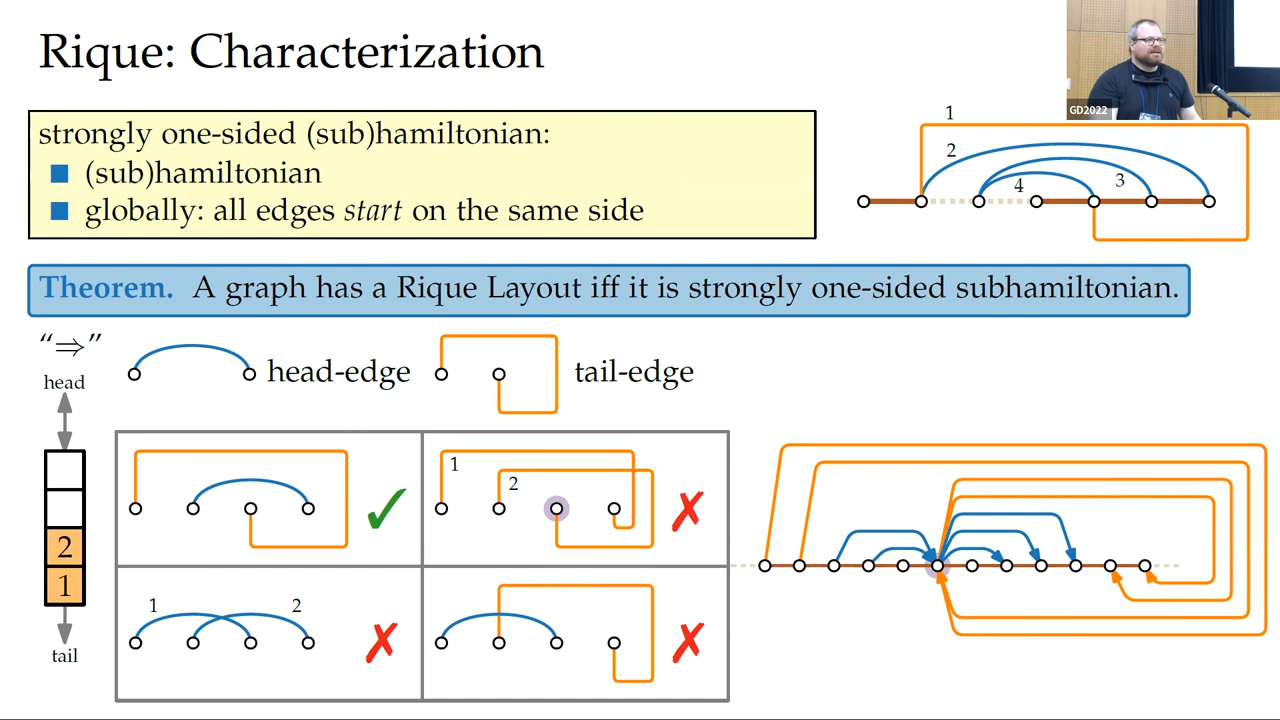 Rique: Characterization
GD2022
strongly one-sided (sub)hamiltonian:
(sub)hamiltonian
globally: all edges start on the same side
1
2
3
4
Theorem. A graph has a Rique Layout iff it is strongly one-sided subhamiltonian.
“⇒”
head
head-edge
tail-edge
1
2
✓
✗
2
1
1
2
✗
✗
tail